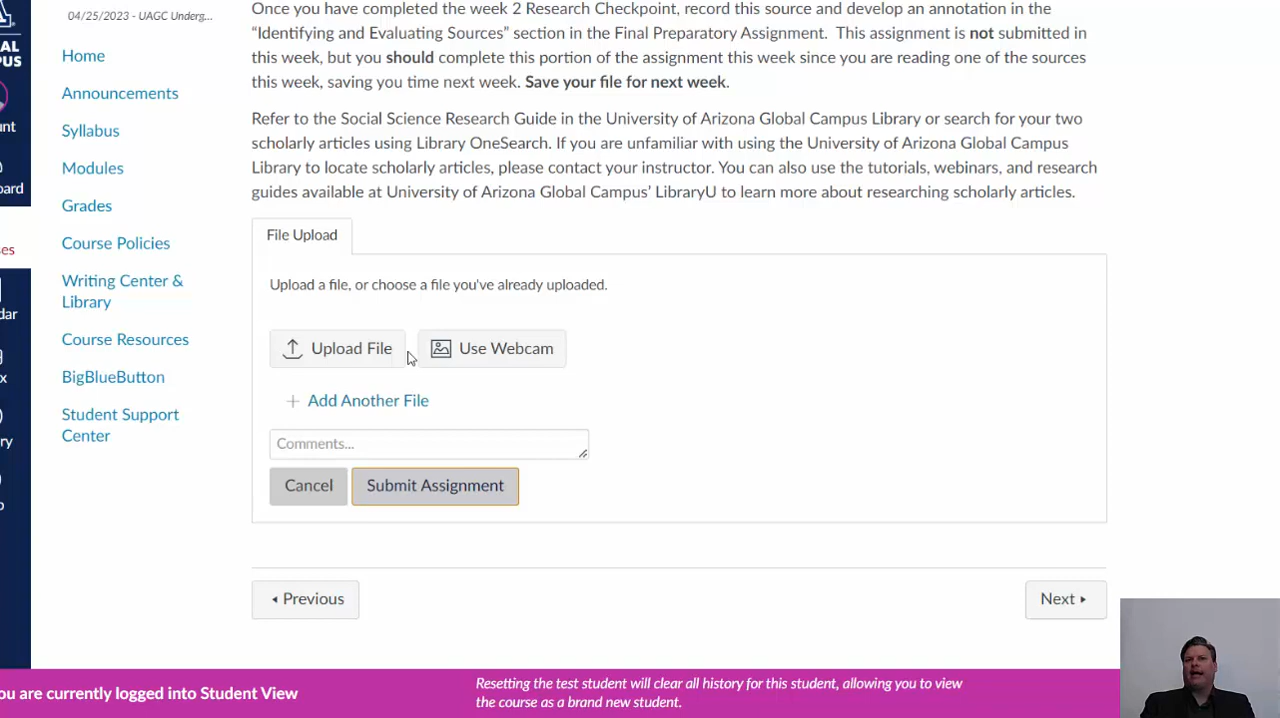 04/25/2023 - UAGC Underg...
Home
Announcements
Syllabus
Modules
Grades
Course Policies
Writing Center &
Library
Course Resources
BigBlueButton
Student Support
Center
Once you have completed the week 2 Research Checkpoint, record this source and develop an annotation in the
“Identifying and Evaluating Sources” section in the Final Preparatory Assignment. This assignment is not submitted in
this week, but you should complete this portion of the assignment this week since you are reading one of the sources
this week, saving you time next week. Save your file for next week.
Refer to the Social Science Research Guide in the University of Arizona Global Campus Library or search for your two
scholarly articles using Library OneSearch. If you are unfamiliar with using the University of Arizona Global Campus
Library to locate scholarly articles, please contact your instructor. You can also use the tutorials, webinars, and research
guides available at University of Arizona Global Campus’ LibraryU to learn more about researching scholarly articles.
File Upload
Upload a file, or choose a file you've already uploaded.
Upload File
Use Webcam
Add Another File
Comments...
Cancel
Submit Assignment
Previous
Next
ou are currently logged into Student View
Resetting the test student will clear all history for this student, allowing you to view
the course as a brand new student.